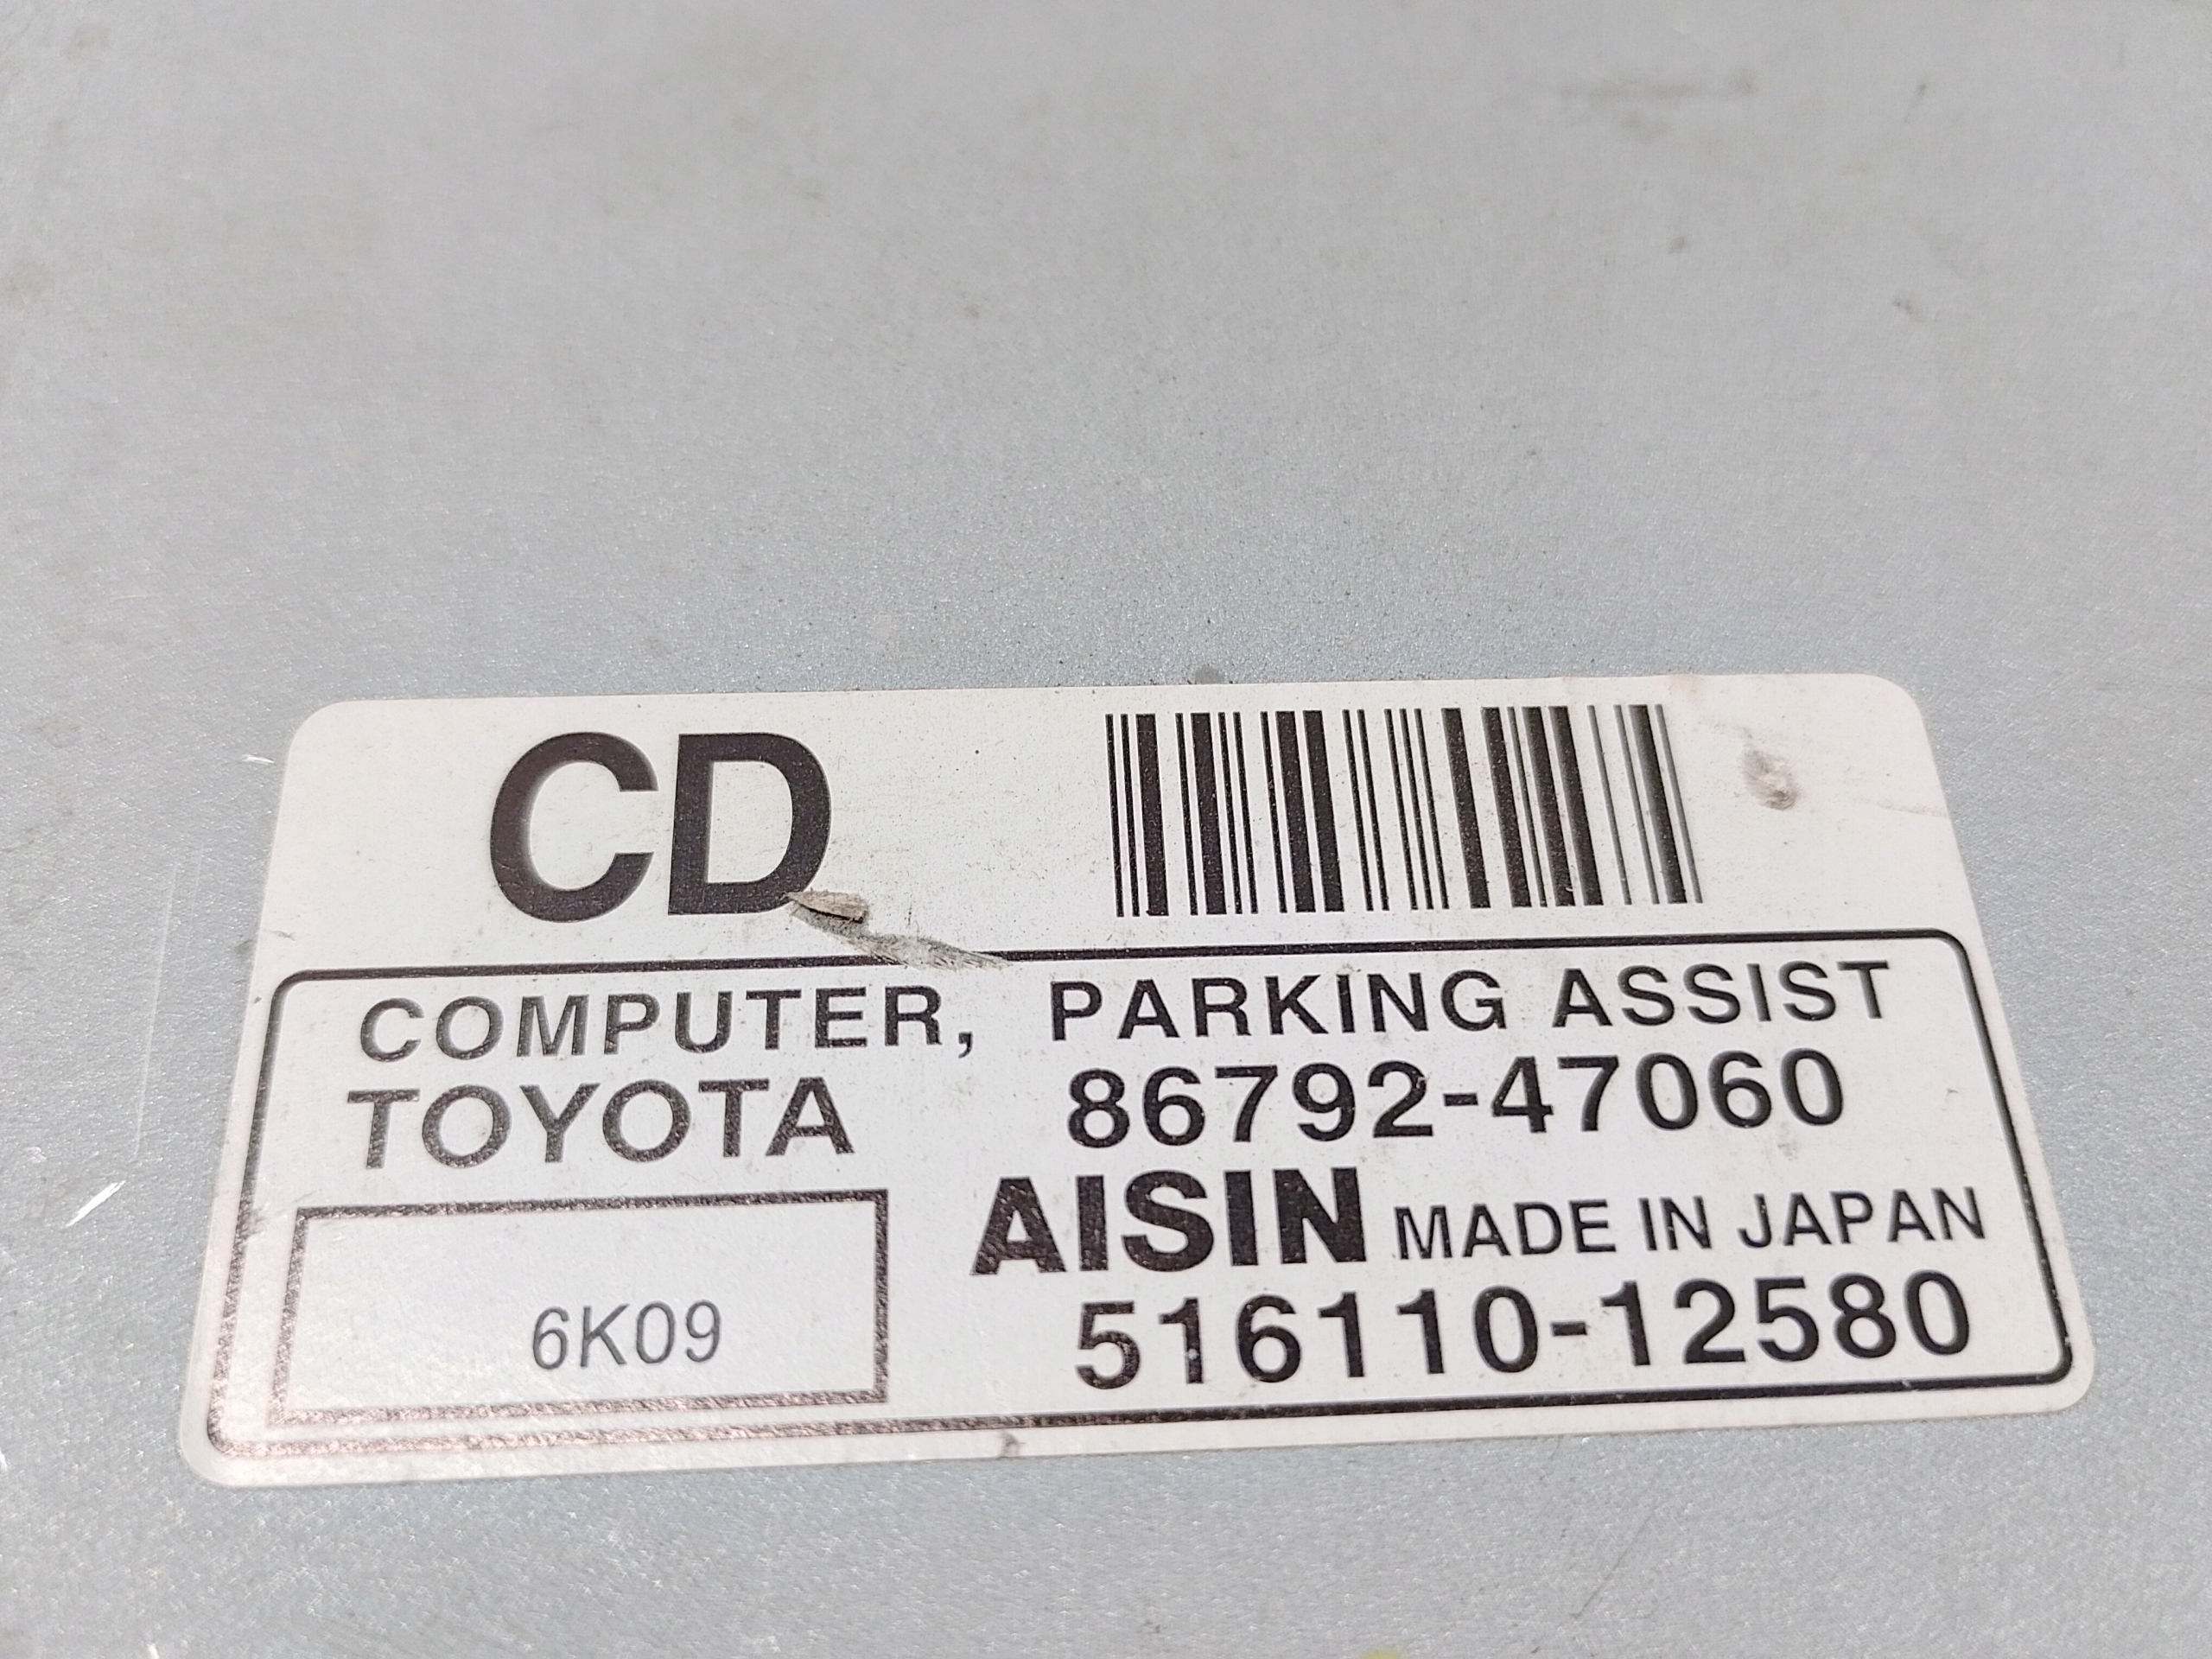 CD
COMPUTER, PARKING ASSIST
TOYOTA 86792-47060
AISIN MADE IN JAPAN
6K09 516110-12580